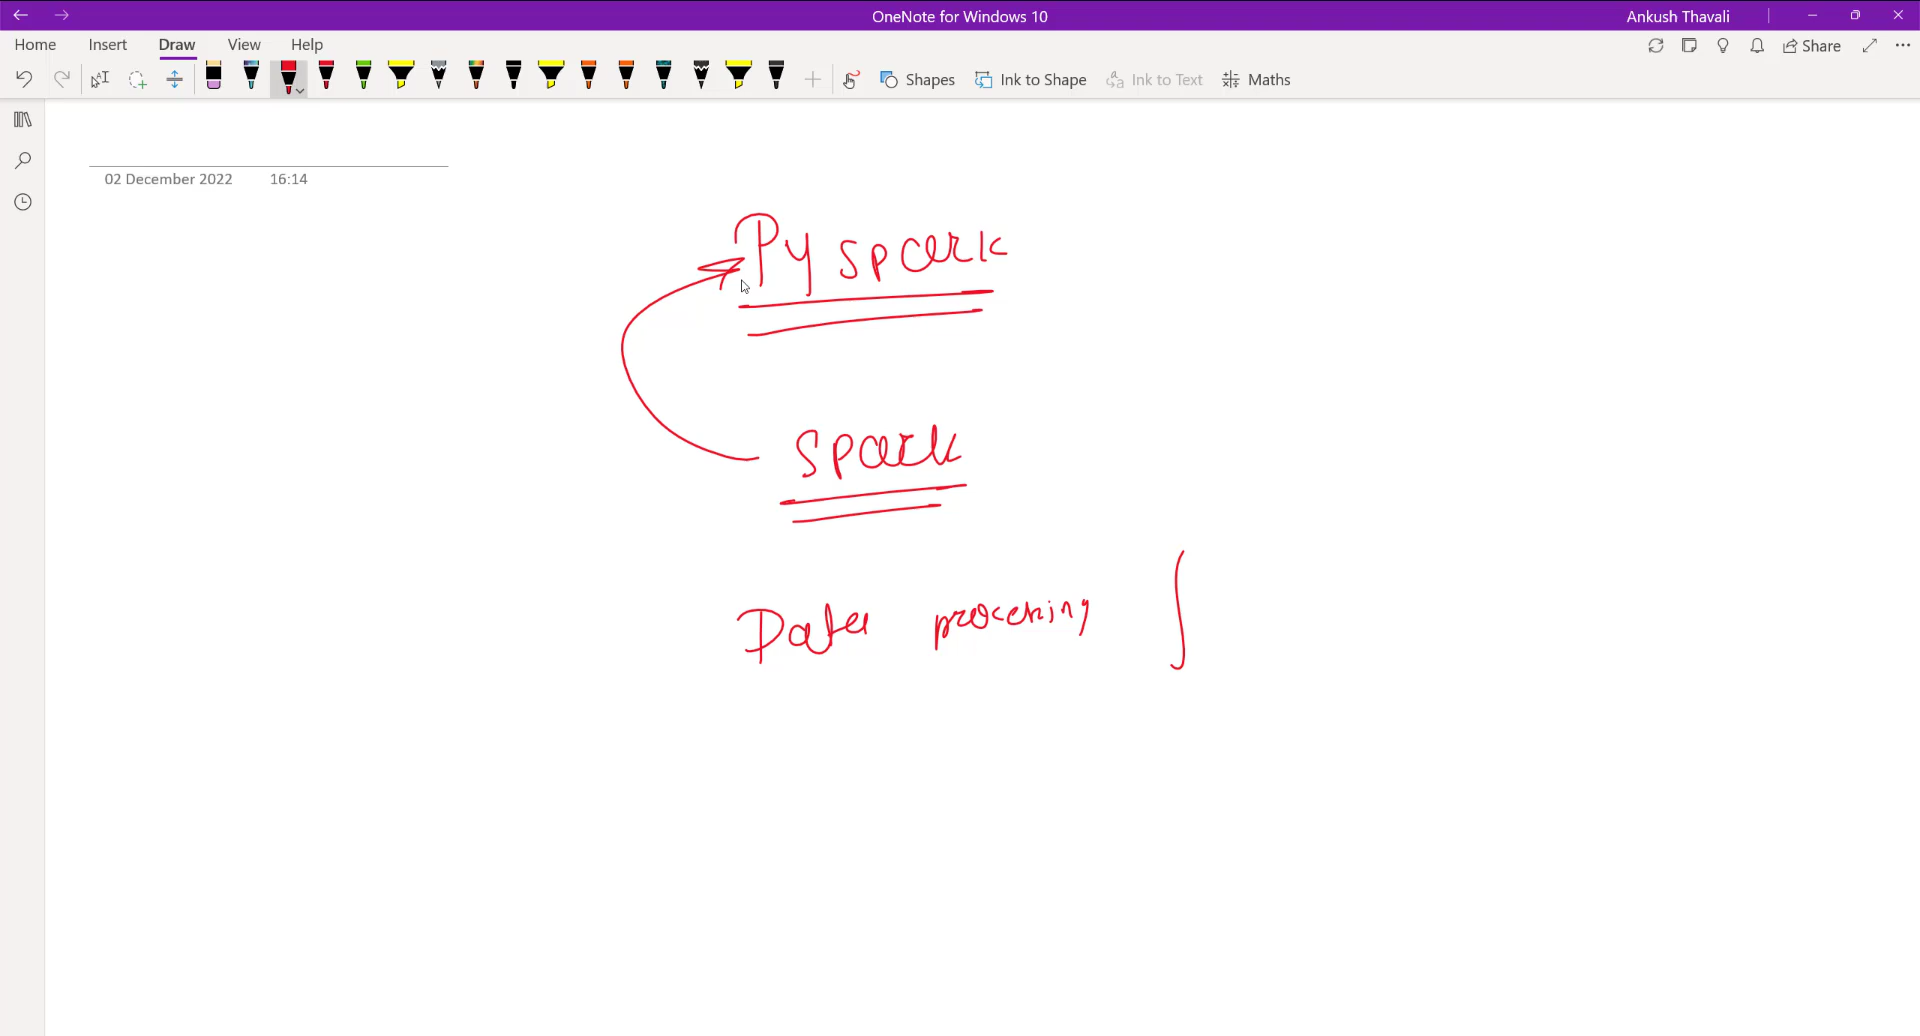 OneNote for Windows 10
Ankush Thavali
Home Insert Draw View Help
Share
Shapes Ink to Shape Ink to Text Maths
02 December 2022 16:14
Py spark
spark
Data processing